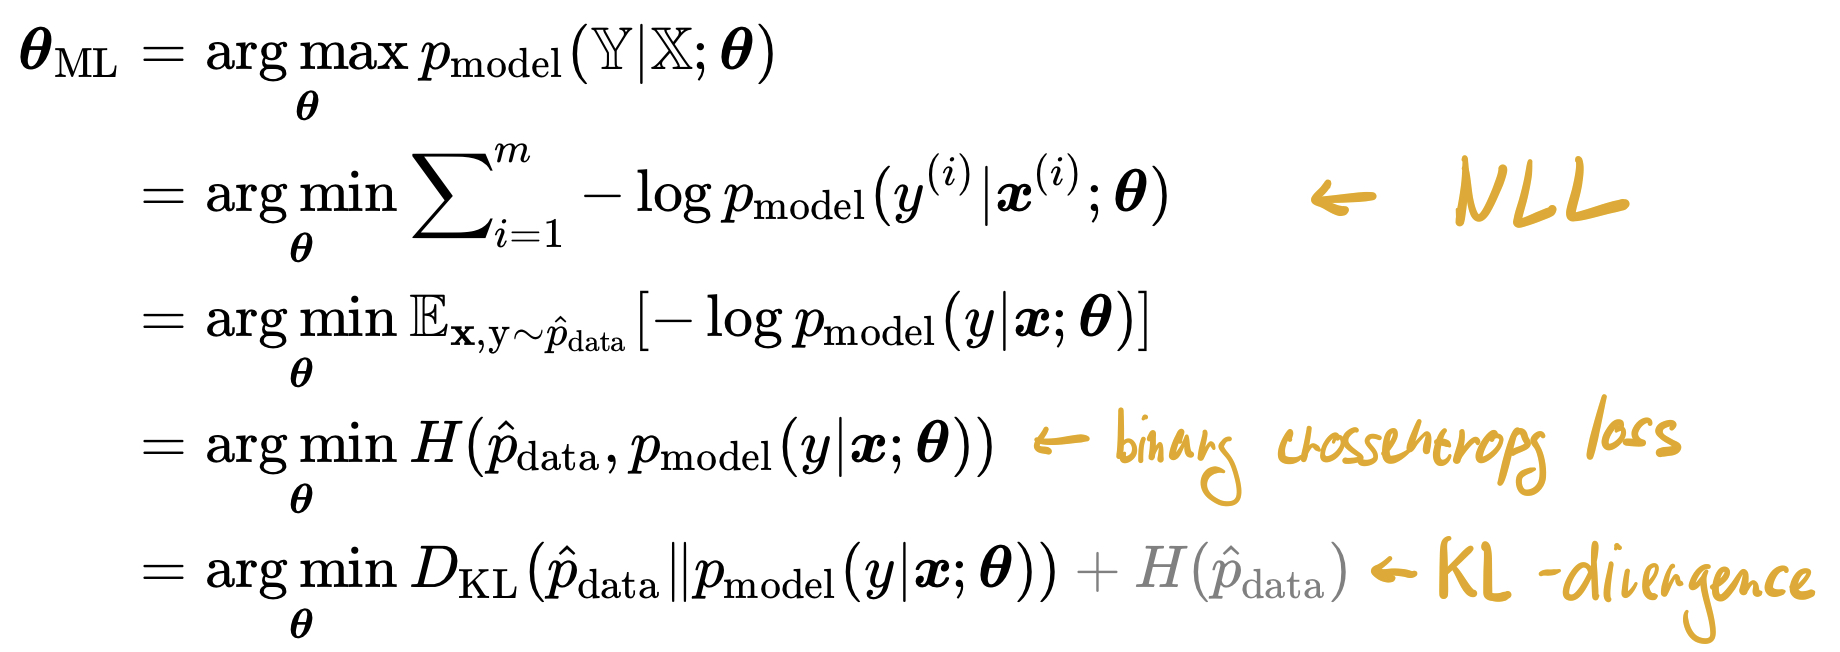 θ_ML = arg max_θ p_model(𝕐|𝕏; θ)
= arg min_θ ∑_{i=1}^{m} − log p_model(y^{(i)}|x^{(i)}; θ) ← NLL
= arg min_θ 𝔼_{x,y∼p̂_data} [− log p_model(y|x; θ)]
= arg min_θ H(p̂_data, p_model(y|x; θ)) ← binary crossentropy loss
= arg min_θ D_KL(p̂_data‖p_model(y|x; θ)) + H(p̂_data) ← KL-divergence